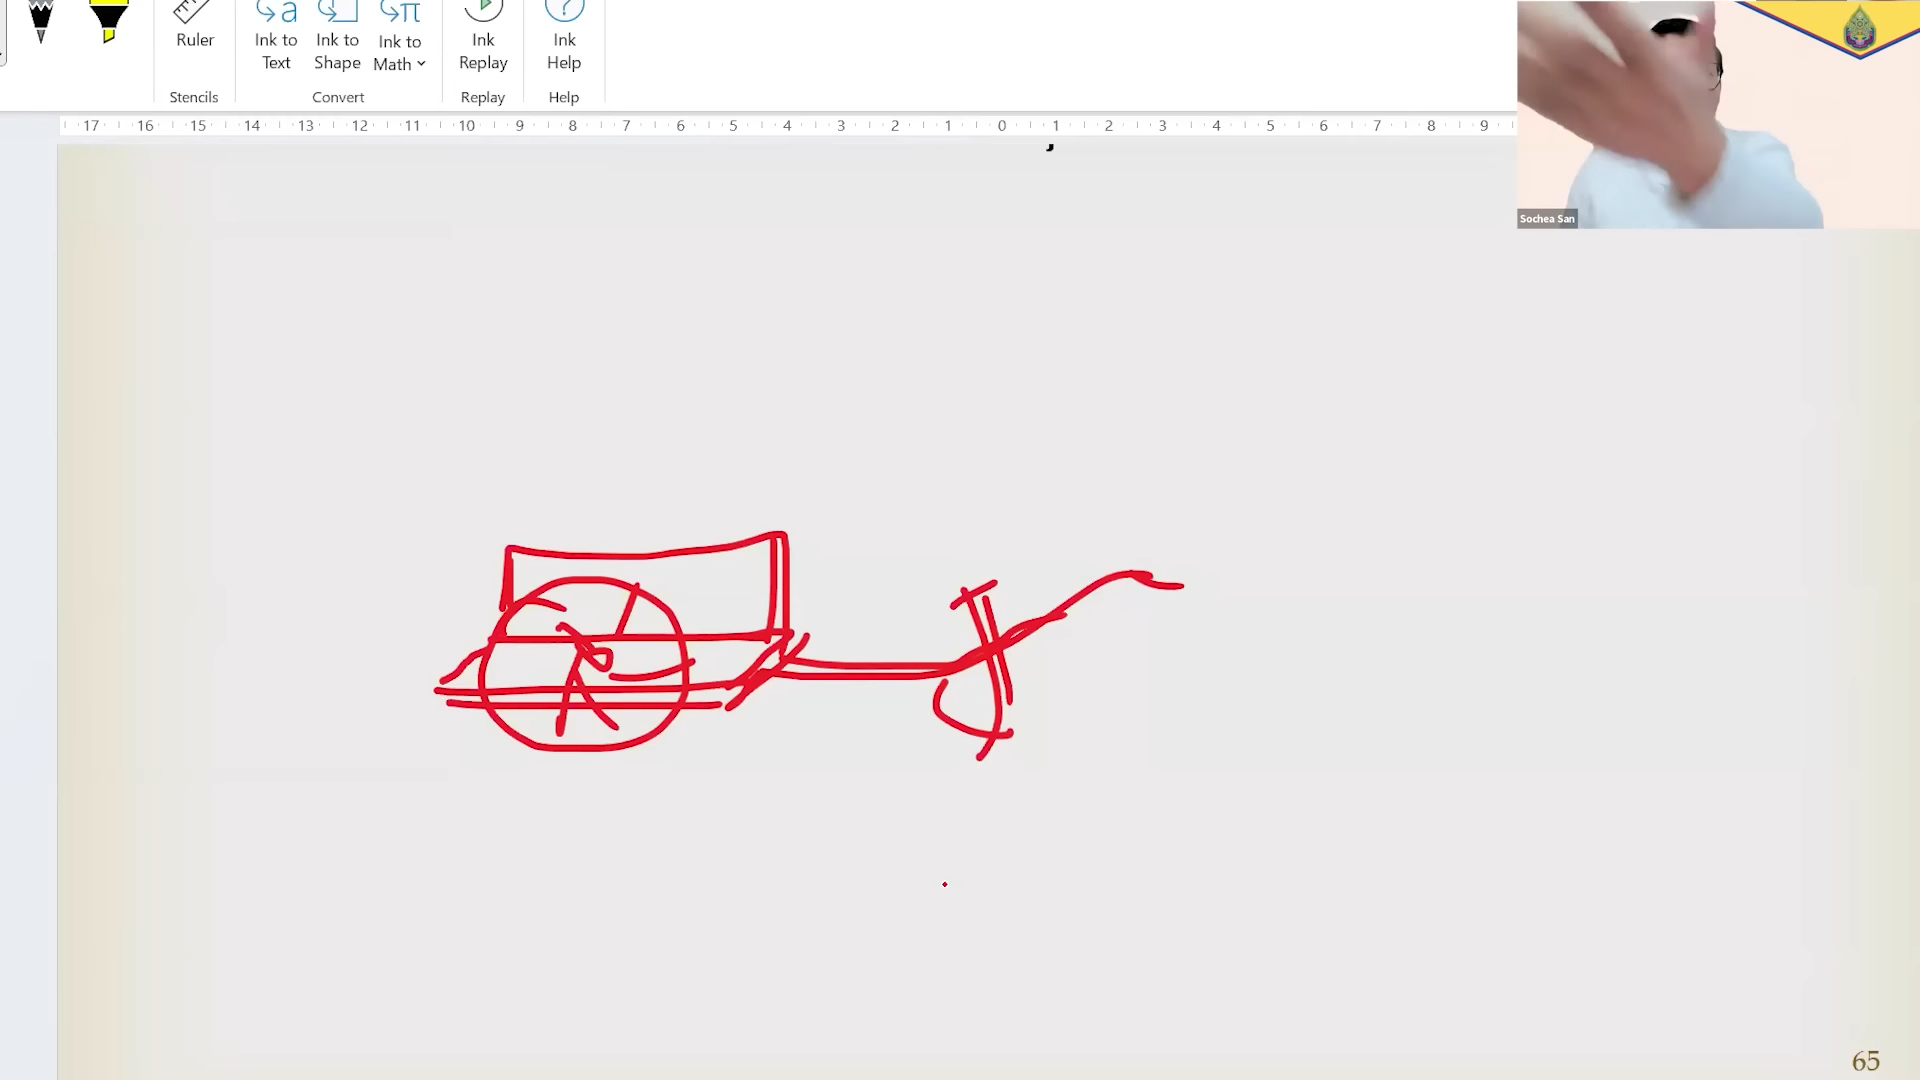 Ruler
Ink to
Text
Ink to
Shape
Ink to
Math
Ink
Replay
Ink
Help
Stencils
Convert
Replay
Help
17 16 15 14 13 12 11 10 9 8 7 6 5 4 3 2 1 0 1 2 3 4 5 6 7 8 9
Sochea San
65